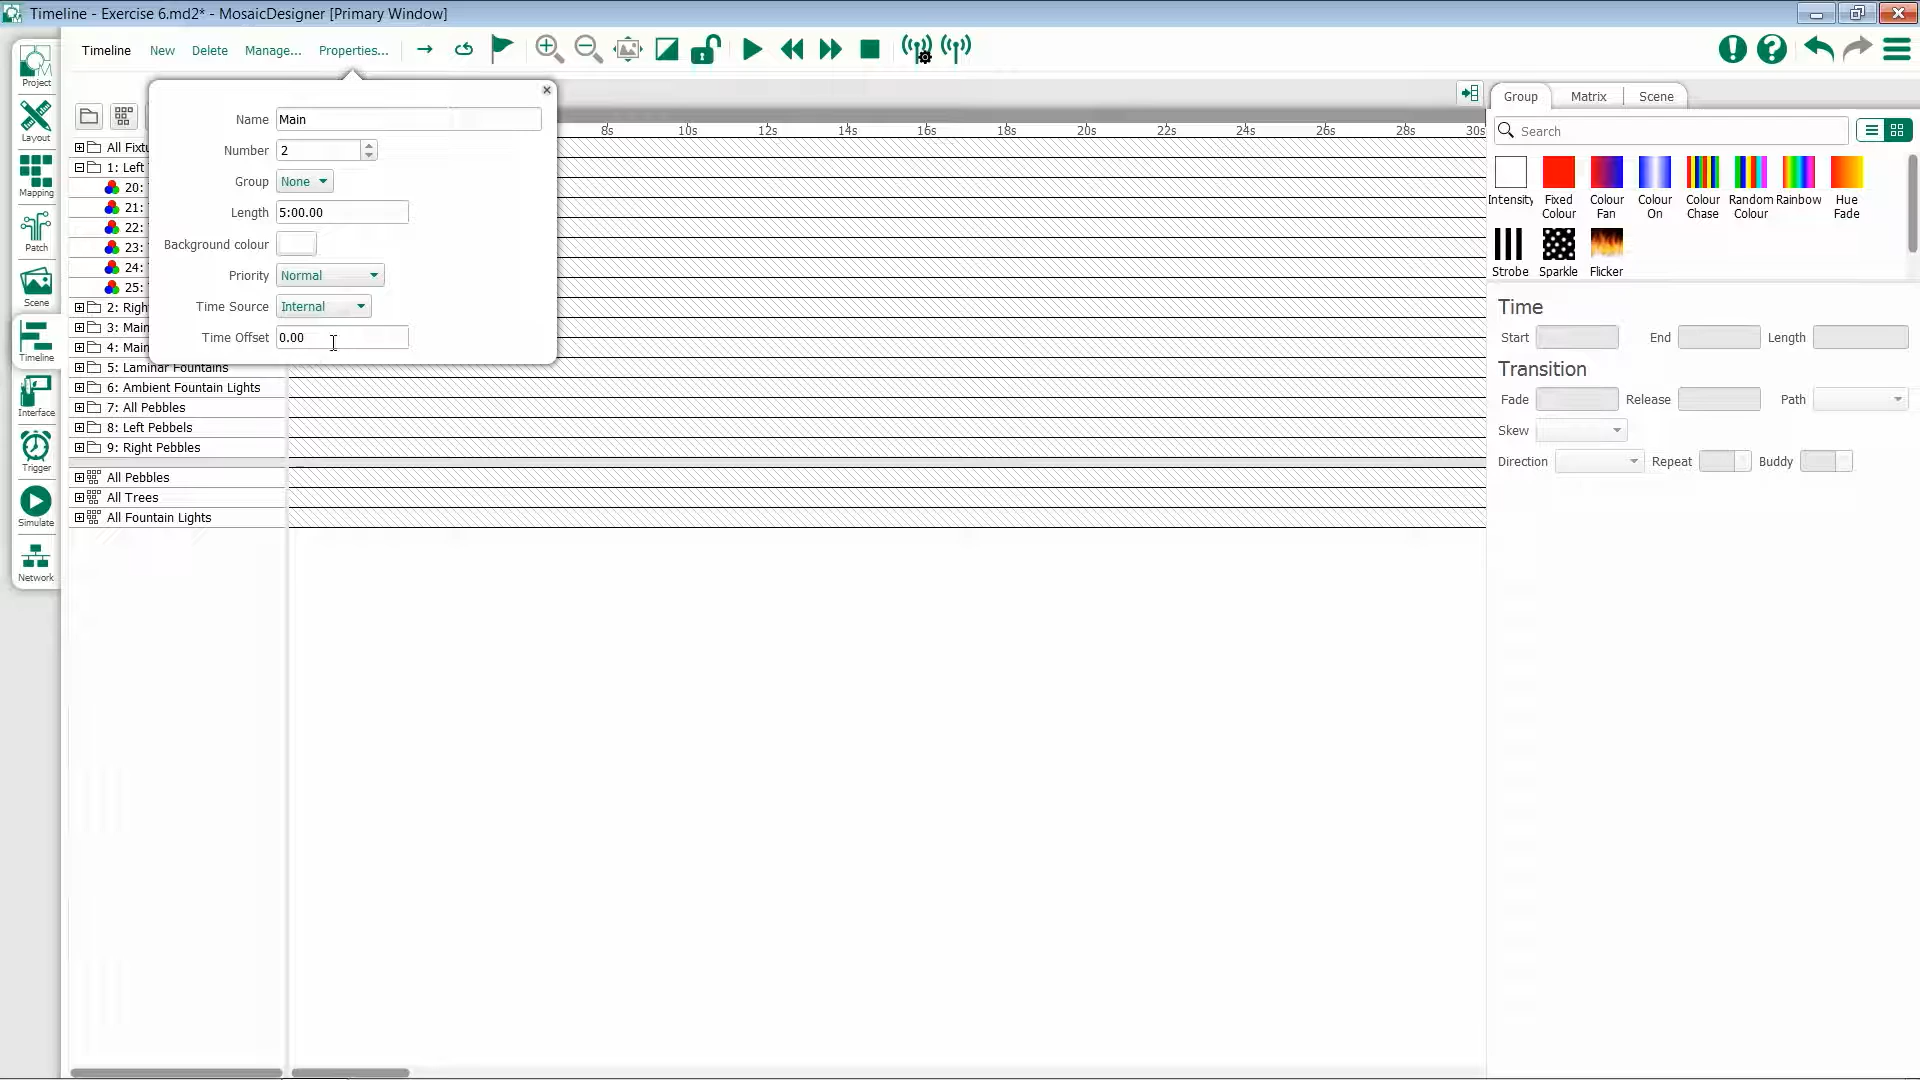 Timeline - Exercise 6.md2* - MosaicDesigner [Primary Window]
Timeline New Delete Manage... Properties...
Project
Layout
Mapping
Patch
Scene
Timeline
Interface
Trigger
Simulate
Network
Name Main
Number 2
Group None
Length 5:00.00
Background colour
Priority Normal
Time Source Internal
Time Offset 0.00
8s 10s 12s 14s 16s 18s 20s 22s 24s 26s 28s 30s
All Fixtu
1: Left
20:
21:
22:
23:
24:
25:
2: Righ
3: Main
4: Main
5: Laminar Fountains
6: Ambient Fountain Lights
7: All Pebbles
8: Left Pebbels
9: Right Pebbles
All Pebbles
All Trees
All Fountain Lights
Group Matrix Scene
Search
Intensity Fixed Colour Colour Fan Colour On Colour Chase Random Colour Rainbow Hue Fade
Strobe Sparkle Flicker
Time
Start End Length
Transition
Fade Release Path
Skew
Direction Repeat Buddy